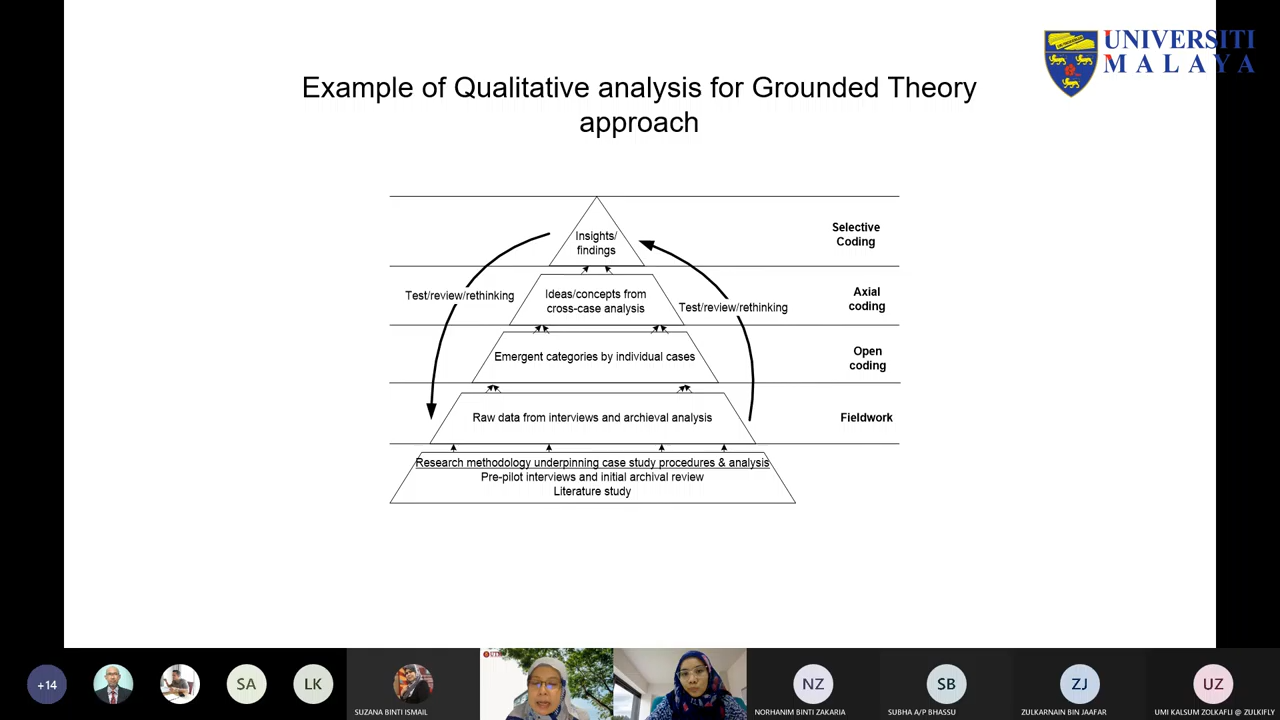 UNIVERSITI
MALAYA
Example of Qualitative analysis for Grounded Theory
approach
Insights/
findings
Selective
Coding
Test/review/rethinking
Ideas/concepts from
cross-case analysis
Test/review/rethinking
Axial
coding
Emergent categories by individual cases
Open
coding
Raw data from interviews and archieval analysis
Fieldwork
Research methodology underpinning case study procedures & analysis
Pre-pilot interviews and initial archival review
Literature study
+14
SA
LK
SUZANA BINTI ISMAIL
NZ
NORHANIM BINTI ZAKARIA
SB
SUBHA A/P BHASSU
ZJ
ZULKARNAIN BIN JAAFAR
UZ
UMI KALSUM ZOLKAFLI @ ZULKIFLY